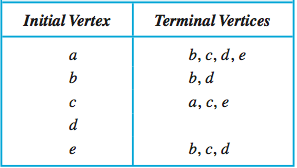 Initial Vertex Terminal Vertices
a b, c, d, e
b b, d
c a, c, e
d
e b, c, d